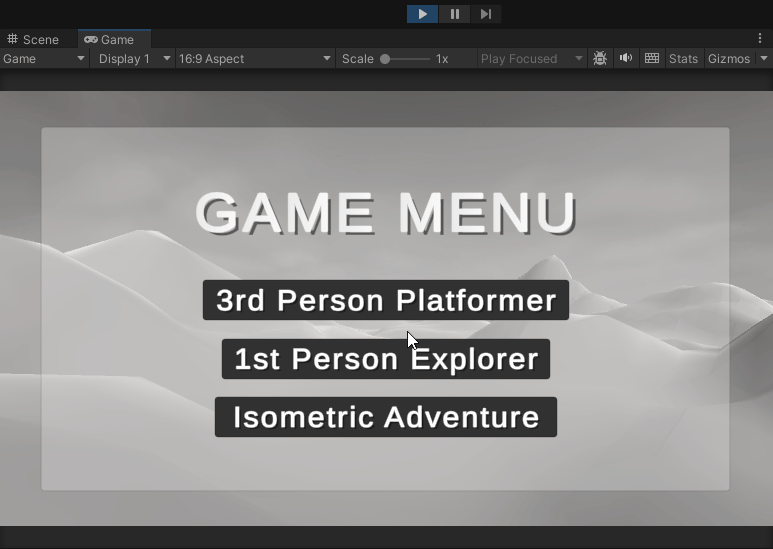 Scene Game
Game Display 1 16:9 Aspect Scale 1x Play Focused Stats Gizmos
GAME MENU
3rd Person Platformer
1st Person Explorer
Isometric Adventure